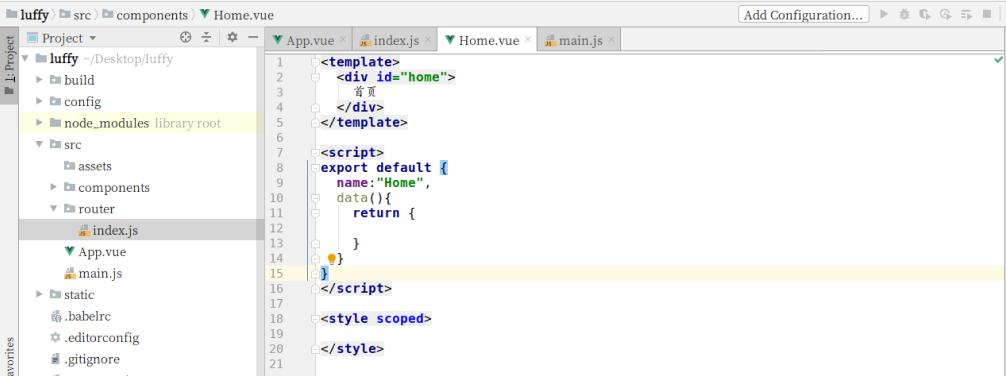 luffy src components Home.vue Add Configuration...
1: Project
avorites
Project
luffy ~/Desktop/luffy
build
config
node_modules library root
src
assets
components
router
index.js
App.vue
main.js
static
.babelrc
.editorconfig
.gitignore
App.vue index.js Home.vue main.js
1 <template>
2 <div id="home">
3 首页
4 </div>
5 </template>
6
7 <script>
8 export default {
9 name:"Home",
10 data(){
11 return {
12
13 }
14 }
15 }
16 </script>
17
18 <style scoped>
19
20 </style>
21